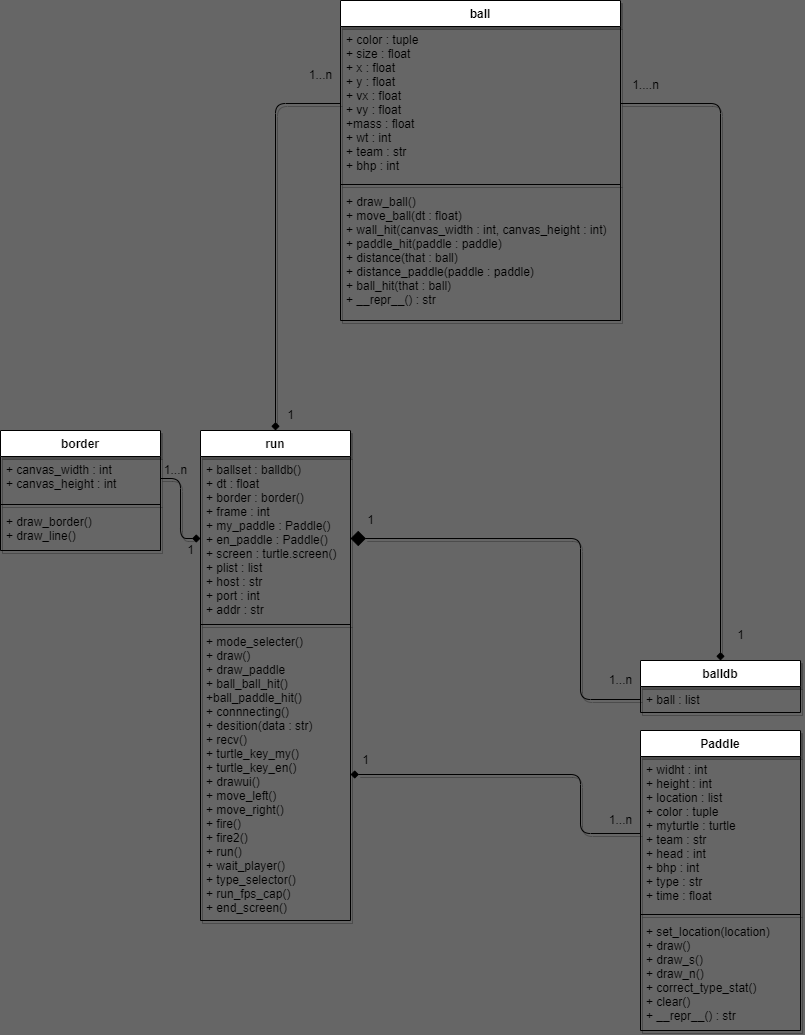 ball
+ color : tuple
+ size : float
+ x : float
+ y : float
+ vx : float
+ vy : float
+mass : float
+ wt : int
+ team : str
+ bhp : int
+ draw_ball()
+ move_ball(dt : float)
+ wall_hit(canvas_width : int, canvas_height : int)
+ paddle_hit(paddle : paddle)
+ distance(that : ball)
+ distance_paddle(paddle : paddle)
+ ball_hit(that : ball)
+ __repr__() : str
1...n
1....n
1
border
+ canvas_width : int
+ canvas_height : int
+ draw_border()
+ draw_line()
1...n
1
run
+ ballset : balldb()
+ dt : float
+ border : border()
+ frame : int
+ my_paddle : Paddle()
+ en_paddle : Paddle()
+ screen : turtle.screen()
+ plist : list
+ host : str
+ port : int
+ addr : str
+ mode_selecter()
+ draw()
+ draw_paddle
+ ball_ball_hit()
+ball_paddle_hit()
+ connnecting()
+ desition(data : str)
+ recv()
+ turtle_key_my()
+ turtle_key_en()
+ drawui()
+ move_left()
+ move_right()
+ fire()
+ fire2()
+ run()
+ wait_player()
+ type_selector()
+ run_fps_cap()
+ end_screen()
1
1...n
1
balldb
+ ball : list
1
1...n
Paddle
+ widht : int
+ height : int
+ location : list
+ color : tuple
+ myturtle : turtle
+ team : str
+ head : int
+ bhp : int
+ type : str
+ time : float
+ set_location(location)
+ draw()
+ draw_s()
+ draw_n()
+ correct_type_stat()
+ clear()
+ __repr__() : str